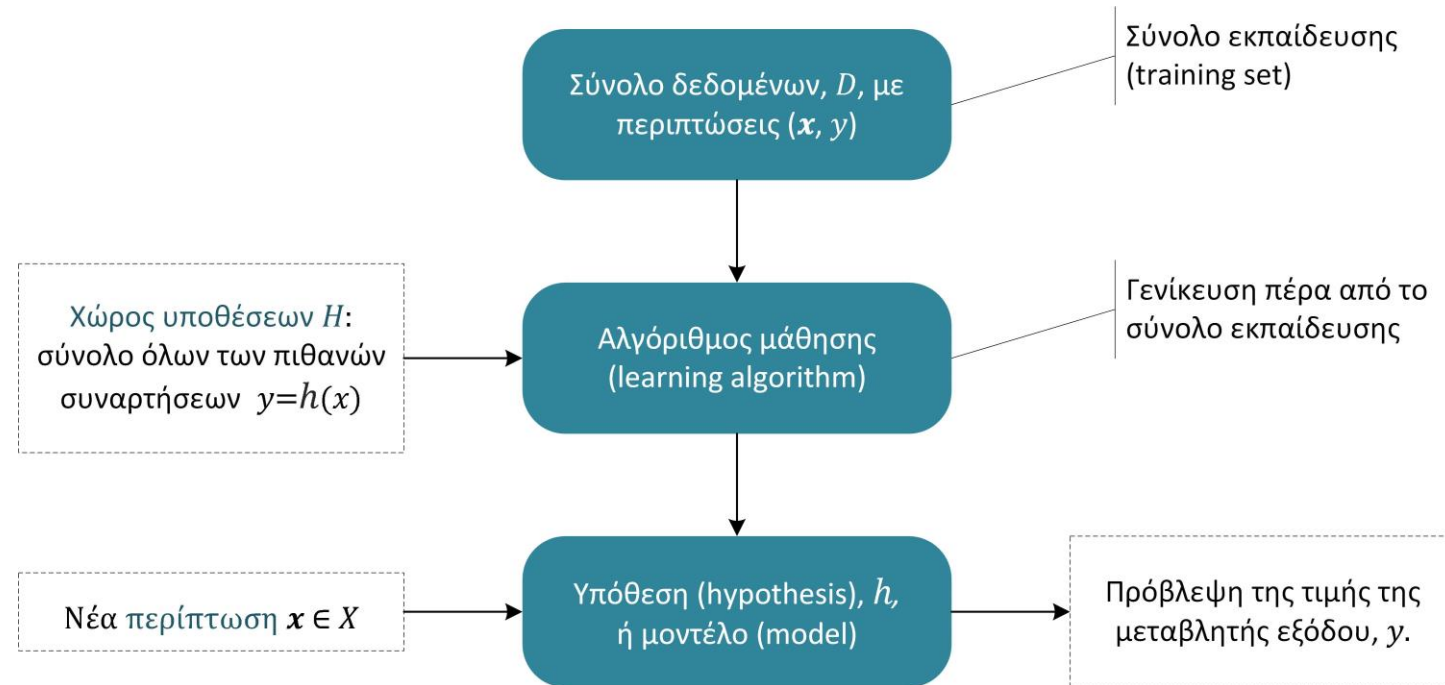 Σύνολο δεδομένων, D, με
περιπτώσεις (x, y)
Σύνολο εκπαίδευσης
(training set)
Χώρος υποθέσεων H:
σύνολο όλων των πιθανών
συναρτήσεων y=h(x)
Αλγόριθμος μάθησης
(learning algorithm)
Γενίκευση πέρα από το
σύνολο εκπαίδευσης
Νέα περίπτωση x ∈ X
Υπόθεση (hypothesis), h,
ή μοντέλο (model)
Πρόβλεψη της τιμής της
μεταβλητής εξόδου, y.